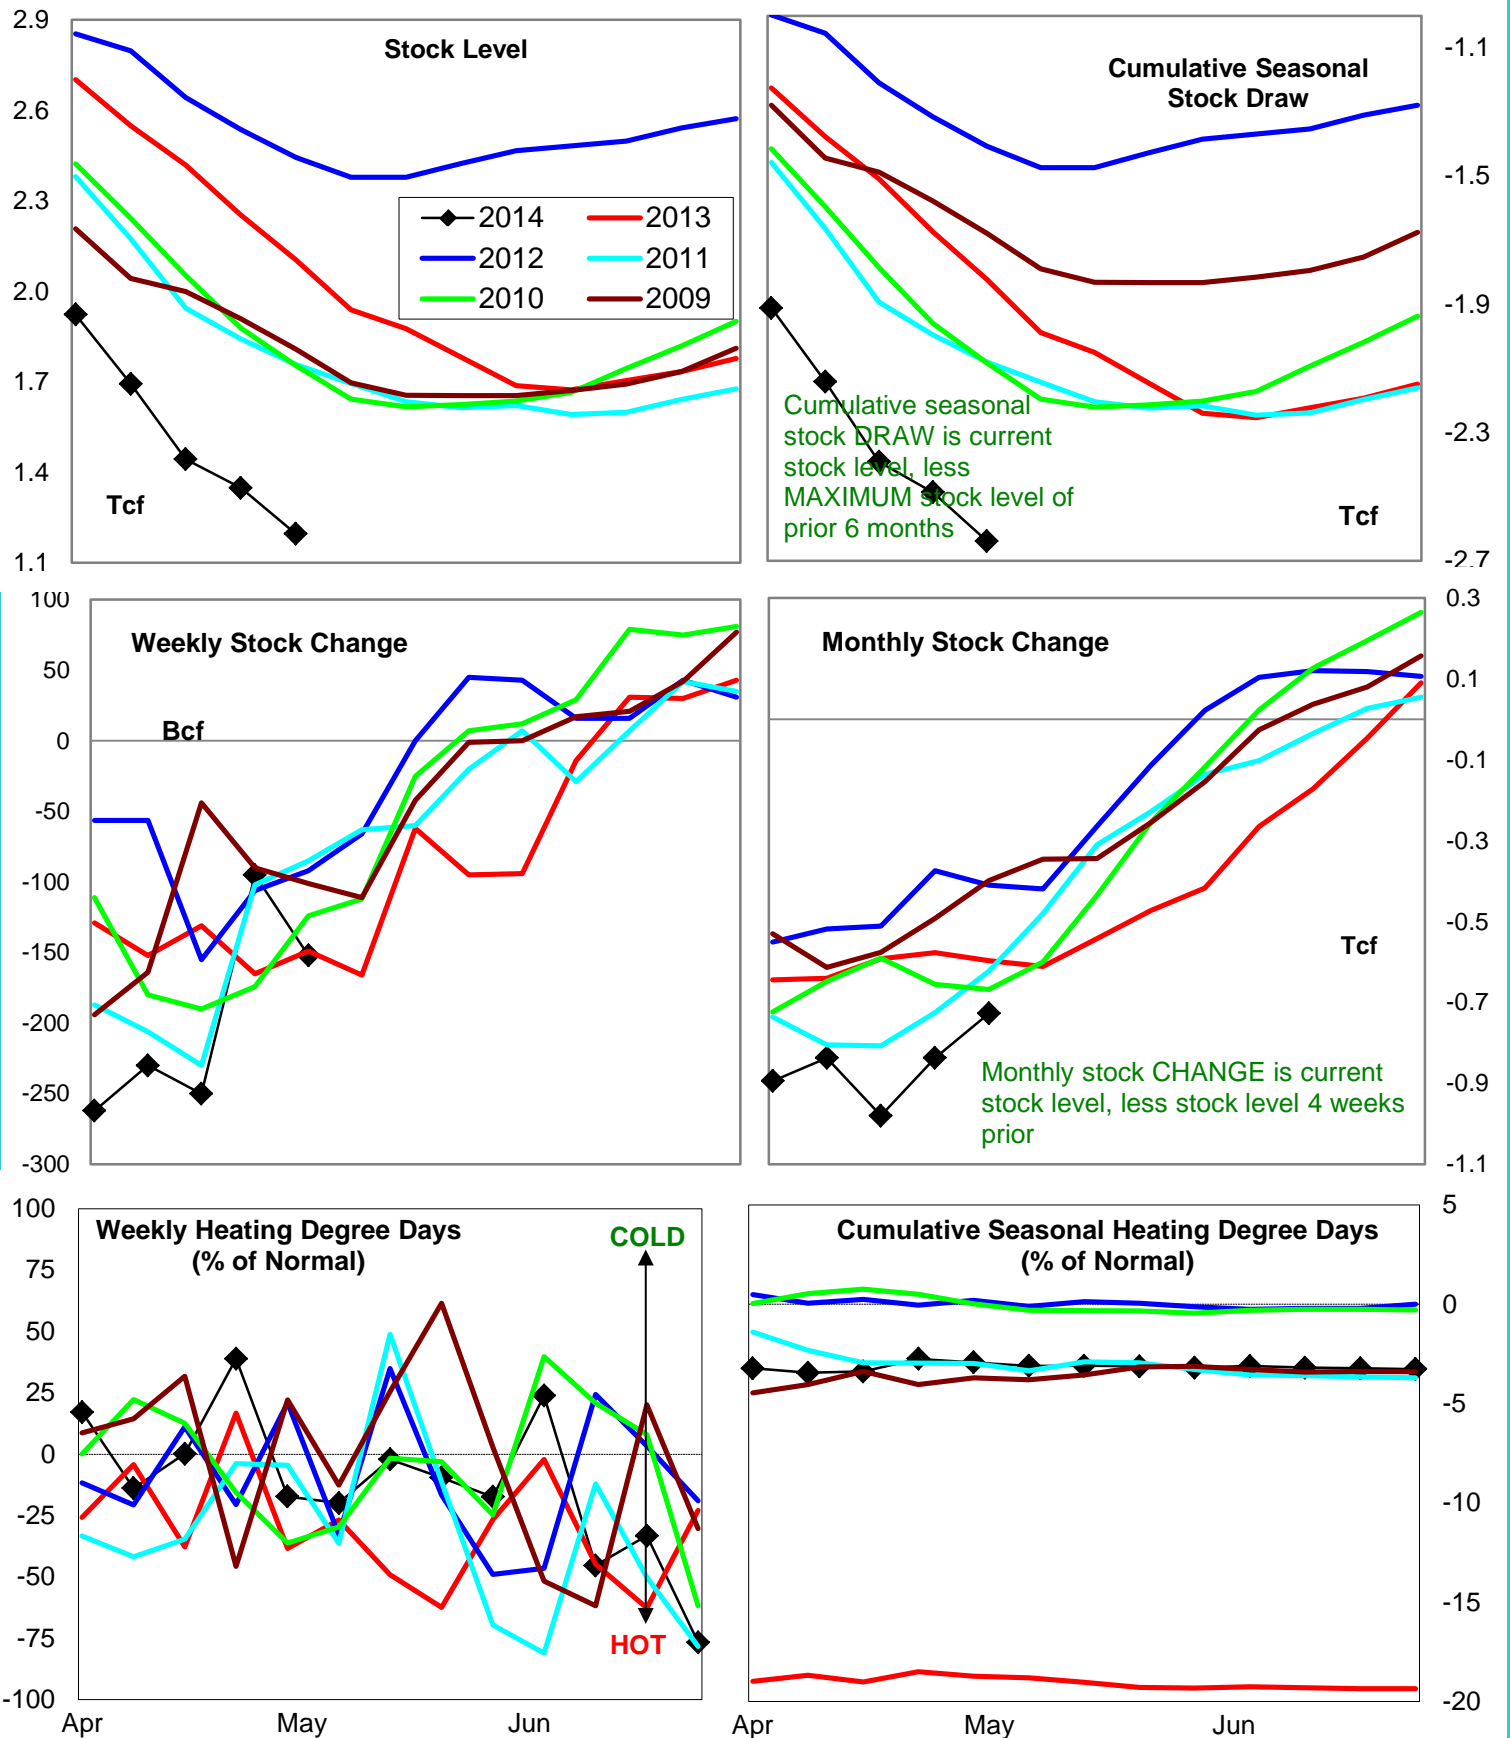 Stock Level
2.9
2.6
2.3
2.0
1.7
1.4
1.1
2014
2013
2012
2011
2010
2009
Tcf
Cumulative Seasonal
Stock Draw
-1.1
-1.5
-1.9
-2.3
-2.7
Cumulative seasonal
stock DRAW is current
stock level, less
MAXIMUM stock level of
prior 6 months
Tcf
Weekly Stock Change
Bcf
100
50
0
-50
-100
-150
-200
-250
-300
Monthly Stock Change
0.3
0.1
-0.1
-0.3
-0.5
-0.7
-0.9
-1.1
Tcf
Monthly stock CHANGE is current
stock level, less stock level 4 weeks
prior
Weekly Heating Degree Days
(% of Normal)
COLD
HOT
100
75
50
25
0
-25
-50
-75
-100
Apr
May
Jun
Cumulative Seasonal Heating Degree Days
(% of Normal)
5
0
-5
-10
-15
-20
Apr
May
Jun